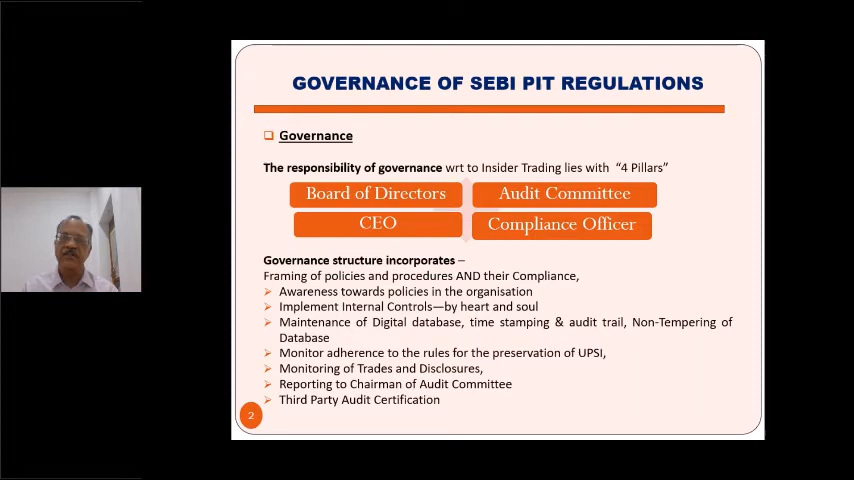 GOVERNANCE OF SEBI PIT REGULATIONS
Governance
The responsibility of governance wrt to Insider Trading lies with “4 Pillars”
Board of Directors
Audit Committee
CEO
Compliance Officer
Governance structure incorporates –
Framing of policies and procedures AND their Compliance,
Awareness towards policies in the organisation
Implement Internal Controls—by heart and soul
Maintenance of Digital database, time stamping & audit trail, Non-Tempering of
Database
Monitor adherence to the rules for the preservation of UPSI,
Monitoring of Trades and Disclosures,
Reporting to Chairman of Audit Committee
Third Party Audit Certification
2